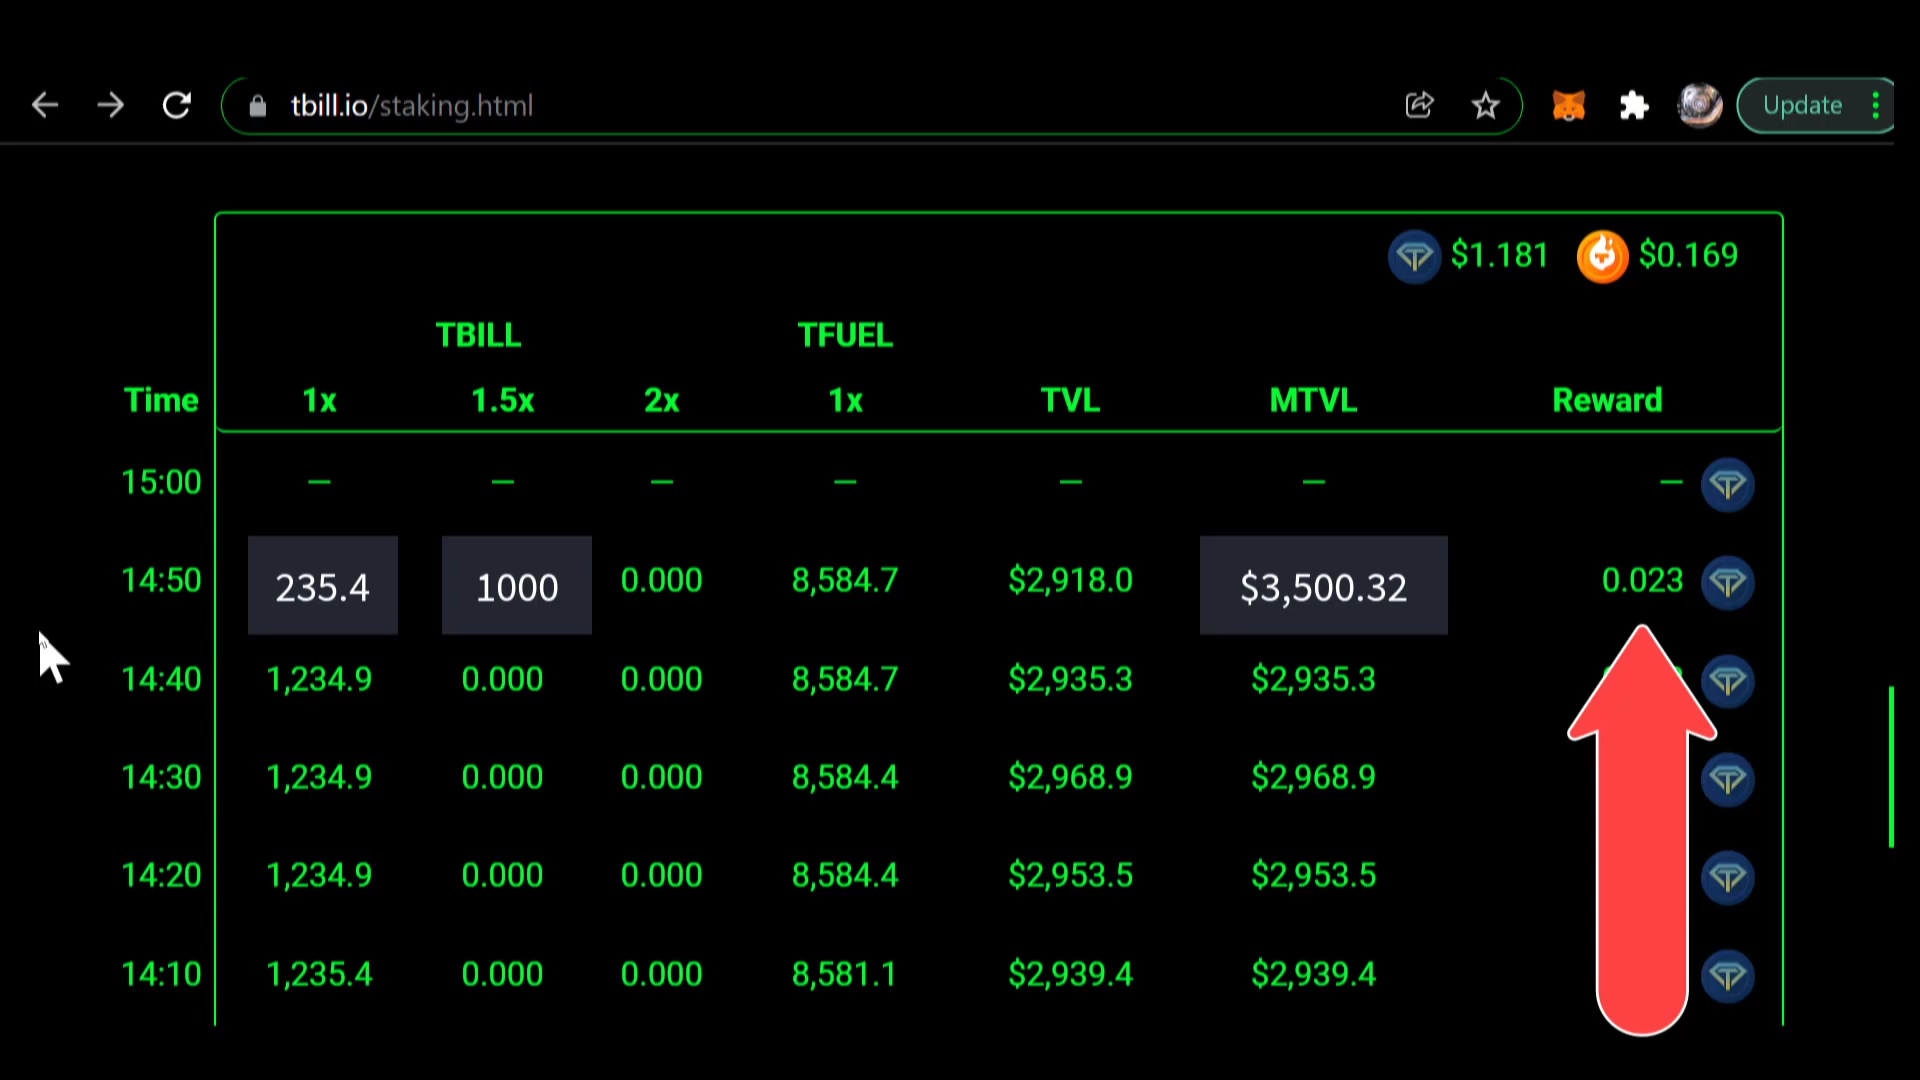 tbill.io/staking.html
Update
$1.181 $0.169
TBILL TFUEL
Time 1x 1.5x 2x 1x TVL MTVL Reward
15:00 — — — — — — —
14:50 235.4 1000 0.000 8,584.7 $2,918.0 $3,500.32 0.023
14:40 1,234.9 0.000 0.000 8,584.7 $2,935.3 $2,935.3
14:30 1,234.9 0.000 0.000 8,584.4 $2,968.9 $2,968.9
14:20 1,234.9 0.000 0.000 8,584.4 $2,953.5 $2,953.5
14:10 1,235.4 0.000 0.000 8,581.1 $2,939.4 $2,939.4